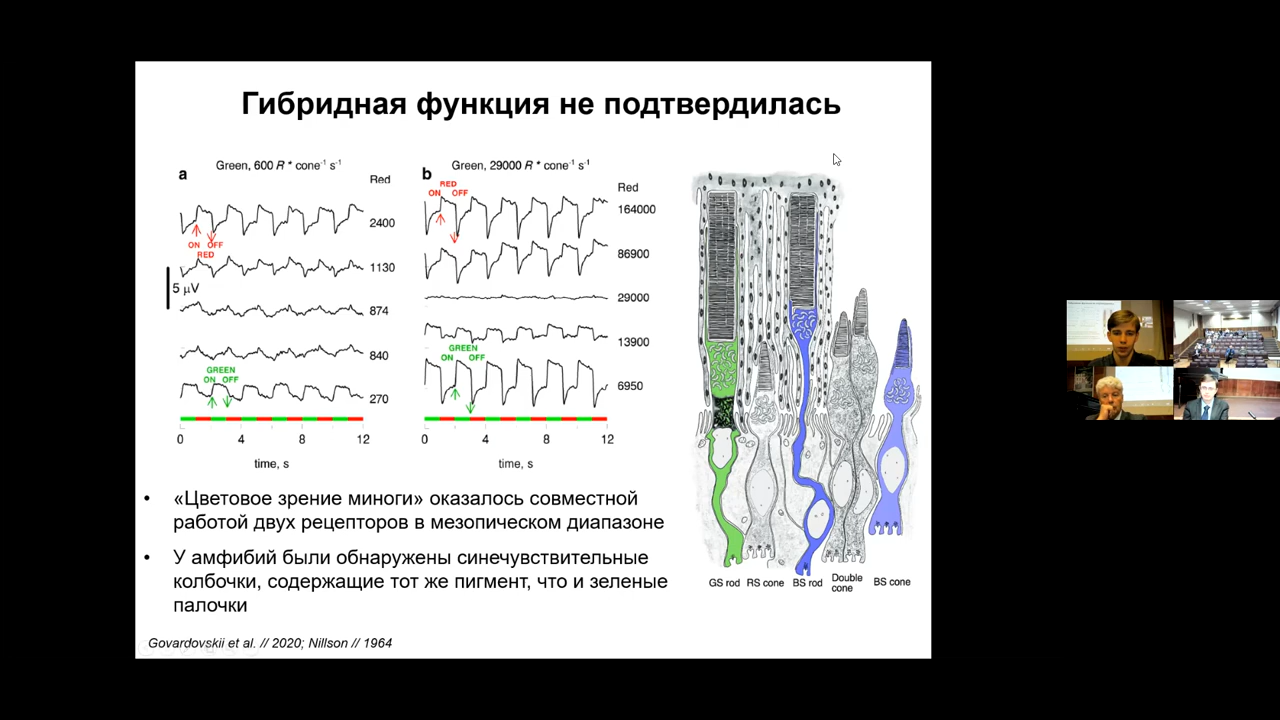 Гибридная функция не подтвердилась
a
Green, 600 R * cone⁻¹ s⁻¹
Red
2400
ON OFF
RED
1130
5 μV
874
840
GREEN
ON OFF
270
0 4 8 12
time, s
b
Green, 29000 R * cone⁻¹ s⁻¹
RED
ON OFF
Red
164000
86900
29000
13900
GREEN
ON OFF
6950
0 4 8 12
time, s
GS rod
RS cone
BS rod
Double
cone
BS cone
• «Цветовое зрение миноги» оказалось совместной
работой двух рецепторов в мезопическом диапазоне
• У амфибий были обнаружены синечувствительные
колбочки, содержащие тот же пигмент, что и зеленые
палочки
Govardovskii et al. // 2020; Nillson // 1964